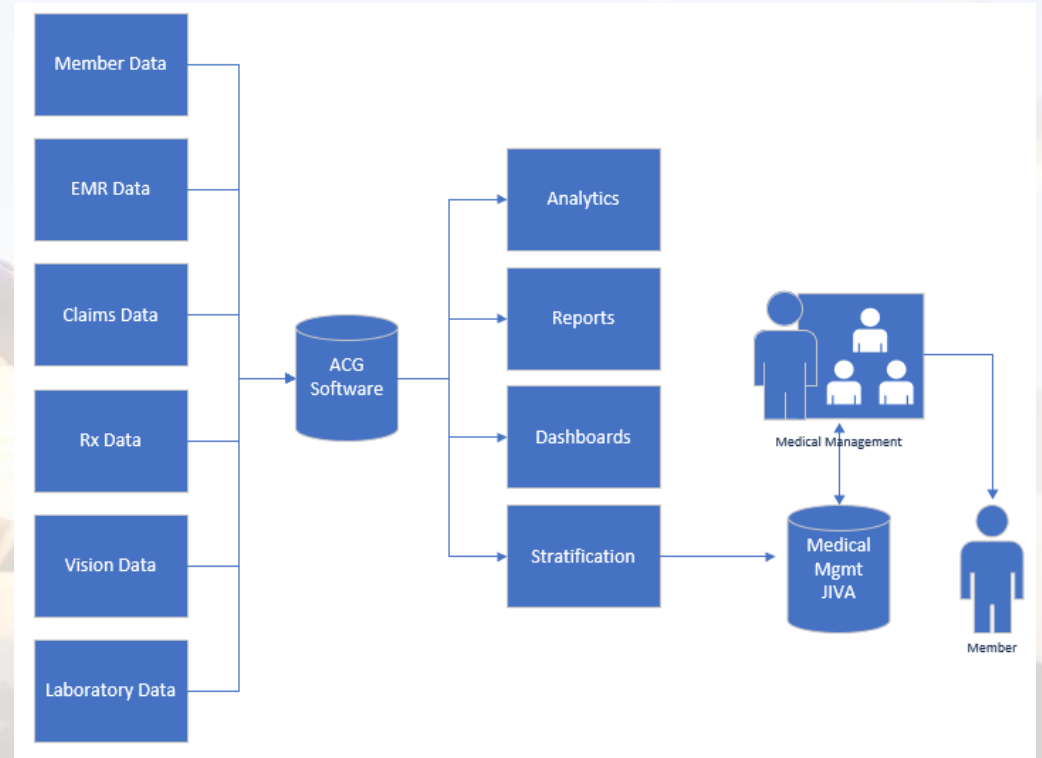 Member Data
EMR Data
Claims Data
Rx Data
Vision Data
Laboratory Data
ACG
Software
Analytics
Reports
Dashboards
Stratification
Medical Management
Medical
Mgmt
JIVA
Member